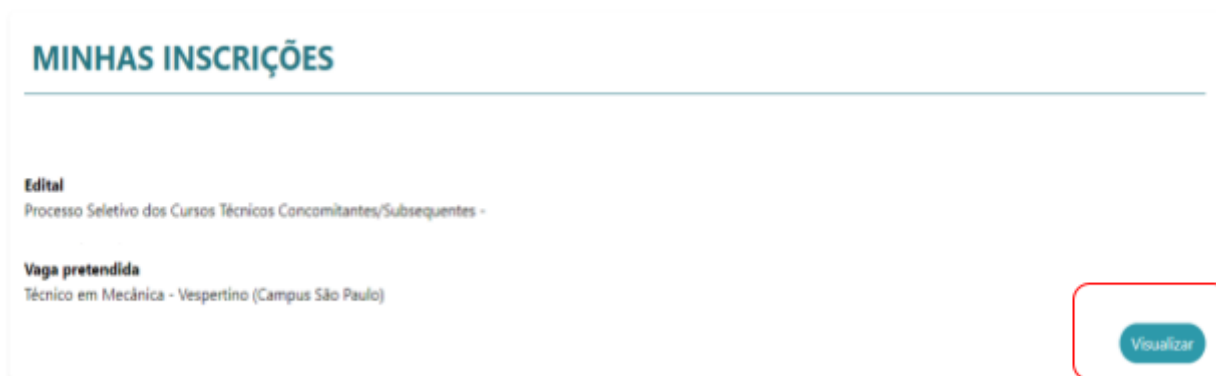 MINHAS INSCRIÇÕES
Edital
Processo Seletivo dos Cursos Técnicos Concomitantes/Subsequentes -
Vaga pretendida
Técnico em Mecânica - Vespertino (Campus São Paulo)
Visualizar